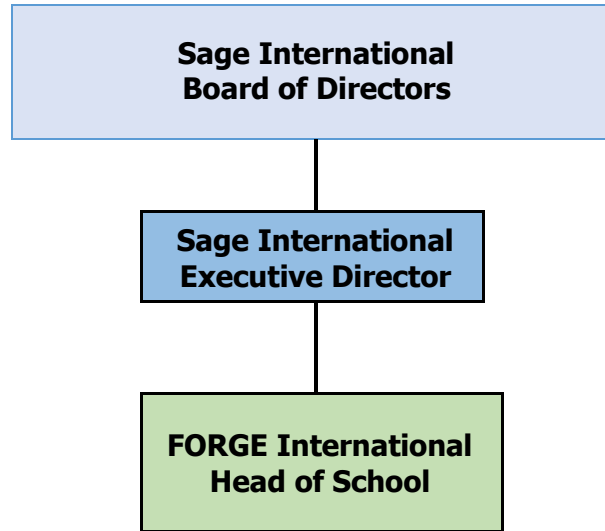 Sage International
Board of Directors
Sage International
Executive Director
FORGE International
Head of School